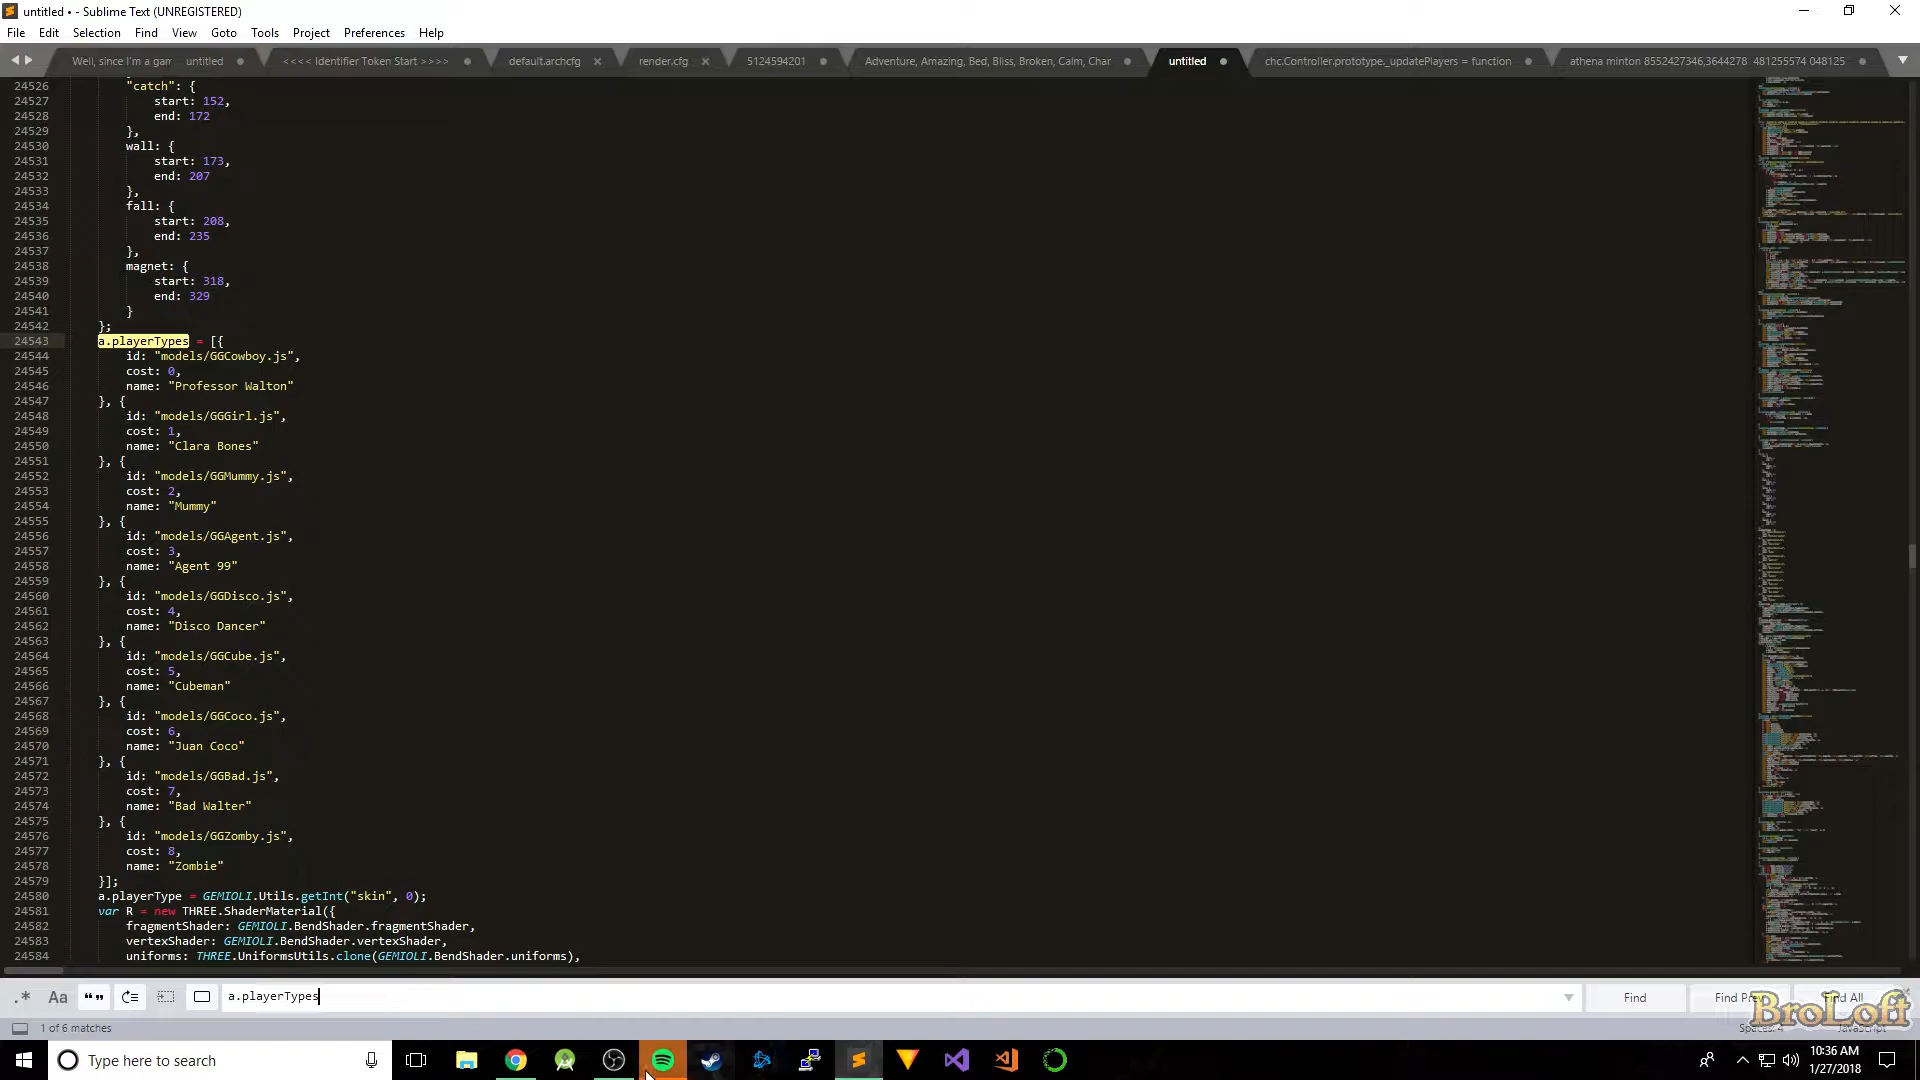 untitled • - Sublime Text (UNREGISTERED)
File Edit Selection Find View Goto Tools Project Preferences Help
Well, since I'm a gam untitled <<<< Identifier Token Start >>>> default.archcfg render.cfg 5124594201 Adventure, Amazing, Bed, Bliss, Broken, Calm, Char untitled chc.Controller.prototype._updatePlayers = function athena minton 8552427346,3644278 481255574 048125
24526 "catch": {
24527 start: 152,
24528 end: 172
24529 },
24530 wall: {
24531 start: 173,
24532 end: 207
24533 },
24534 fall: {
24535 start: 208,
24536 end: 235
24537 },
24538 magnet: {
24539 start: 318,
24540 end: 329
24541 }
24542 };
24543 a.playerTypes = [{
24544 id: "models/GGCowboy.js",
24545 cost: 0,
24546 name: "Professor Walton"
24547 }, {
24548 id: "models/GGGirl.js",
24549 cost: 1,
24550 name: "Clara Bones"
24551 }, {
24552 id: "models/GGMummy.js",
24553 cost: 2,
24554 name: "Mummy"
24555 }, {
24556 id: "models/GGAgent.js",
24557 cost: 3,
24558 name: "Agent 99"
24559 }, {
24560 id: "models/GGDisco.js",
24561 cost: 4,
24562 name: "Disco Dancer"
24563 }, {
24564 id: "models/GGCube.js",
24565 cost: 5,
24566 name: "Cubeman"
24567 }, {
24568 id: "models/GGCoco.js",
24569 cost: 6,
24570 name: "Juan Coco"
24571 }, {
24572 id: "models/GGBad.js",
24573 cost: 7,
24574 name: "Bad Walter"
24575 }, {
24576 id: "models/GGZomby.js",
24577 cost: 8,
24578 name: "Zombie"
24579 }];
24580 a.playerType = GEMIOLI.Utils.getInt("skin", 0);
24581 var R = new THREE.ShaderMaterial({
24582 fragmentShader: GEMIOLI.BendShader.fragmentShader,
24583 vertexShader: GEMIOLI.BendShader.vertexShader,
24584 uniforms: THREE.UniformsUtils.clone(GEMIOLI.BendShader.uniforms),
.* Aa “” a.playerTypes Find Find Prev Find All
BroLoft
1 of 6 matches Spaces: 4 JavaScript
Type here to search 10:36 AM
1/27/2018